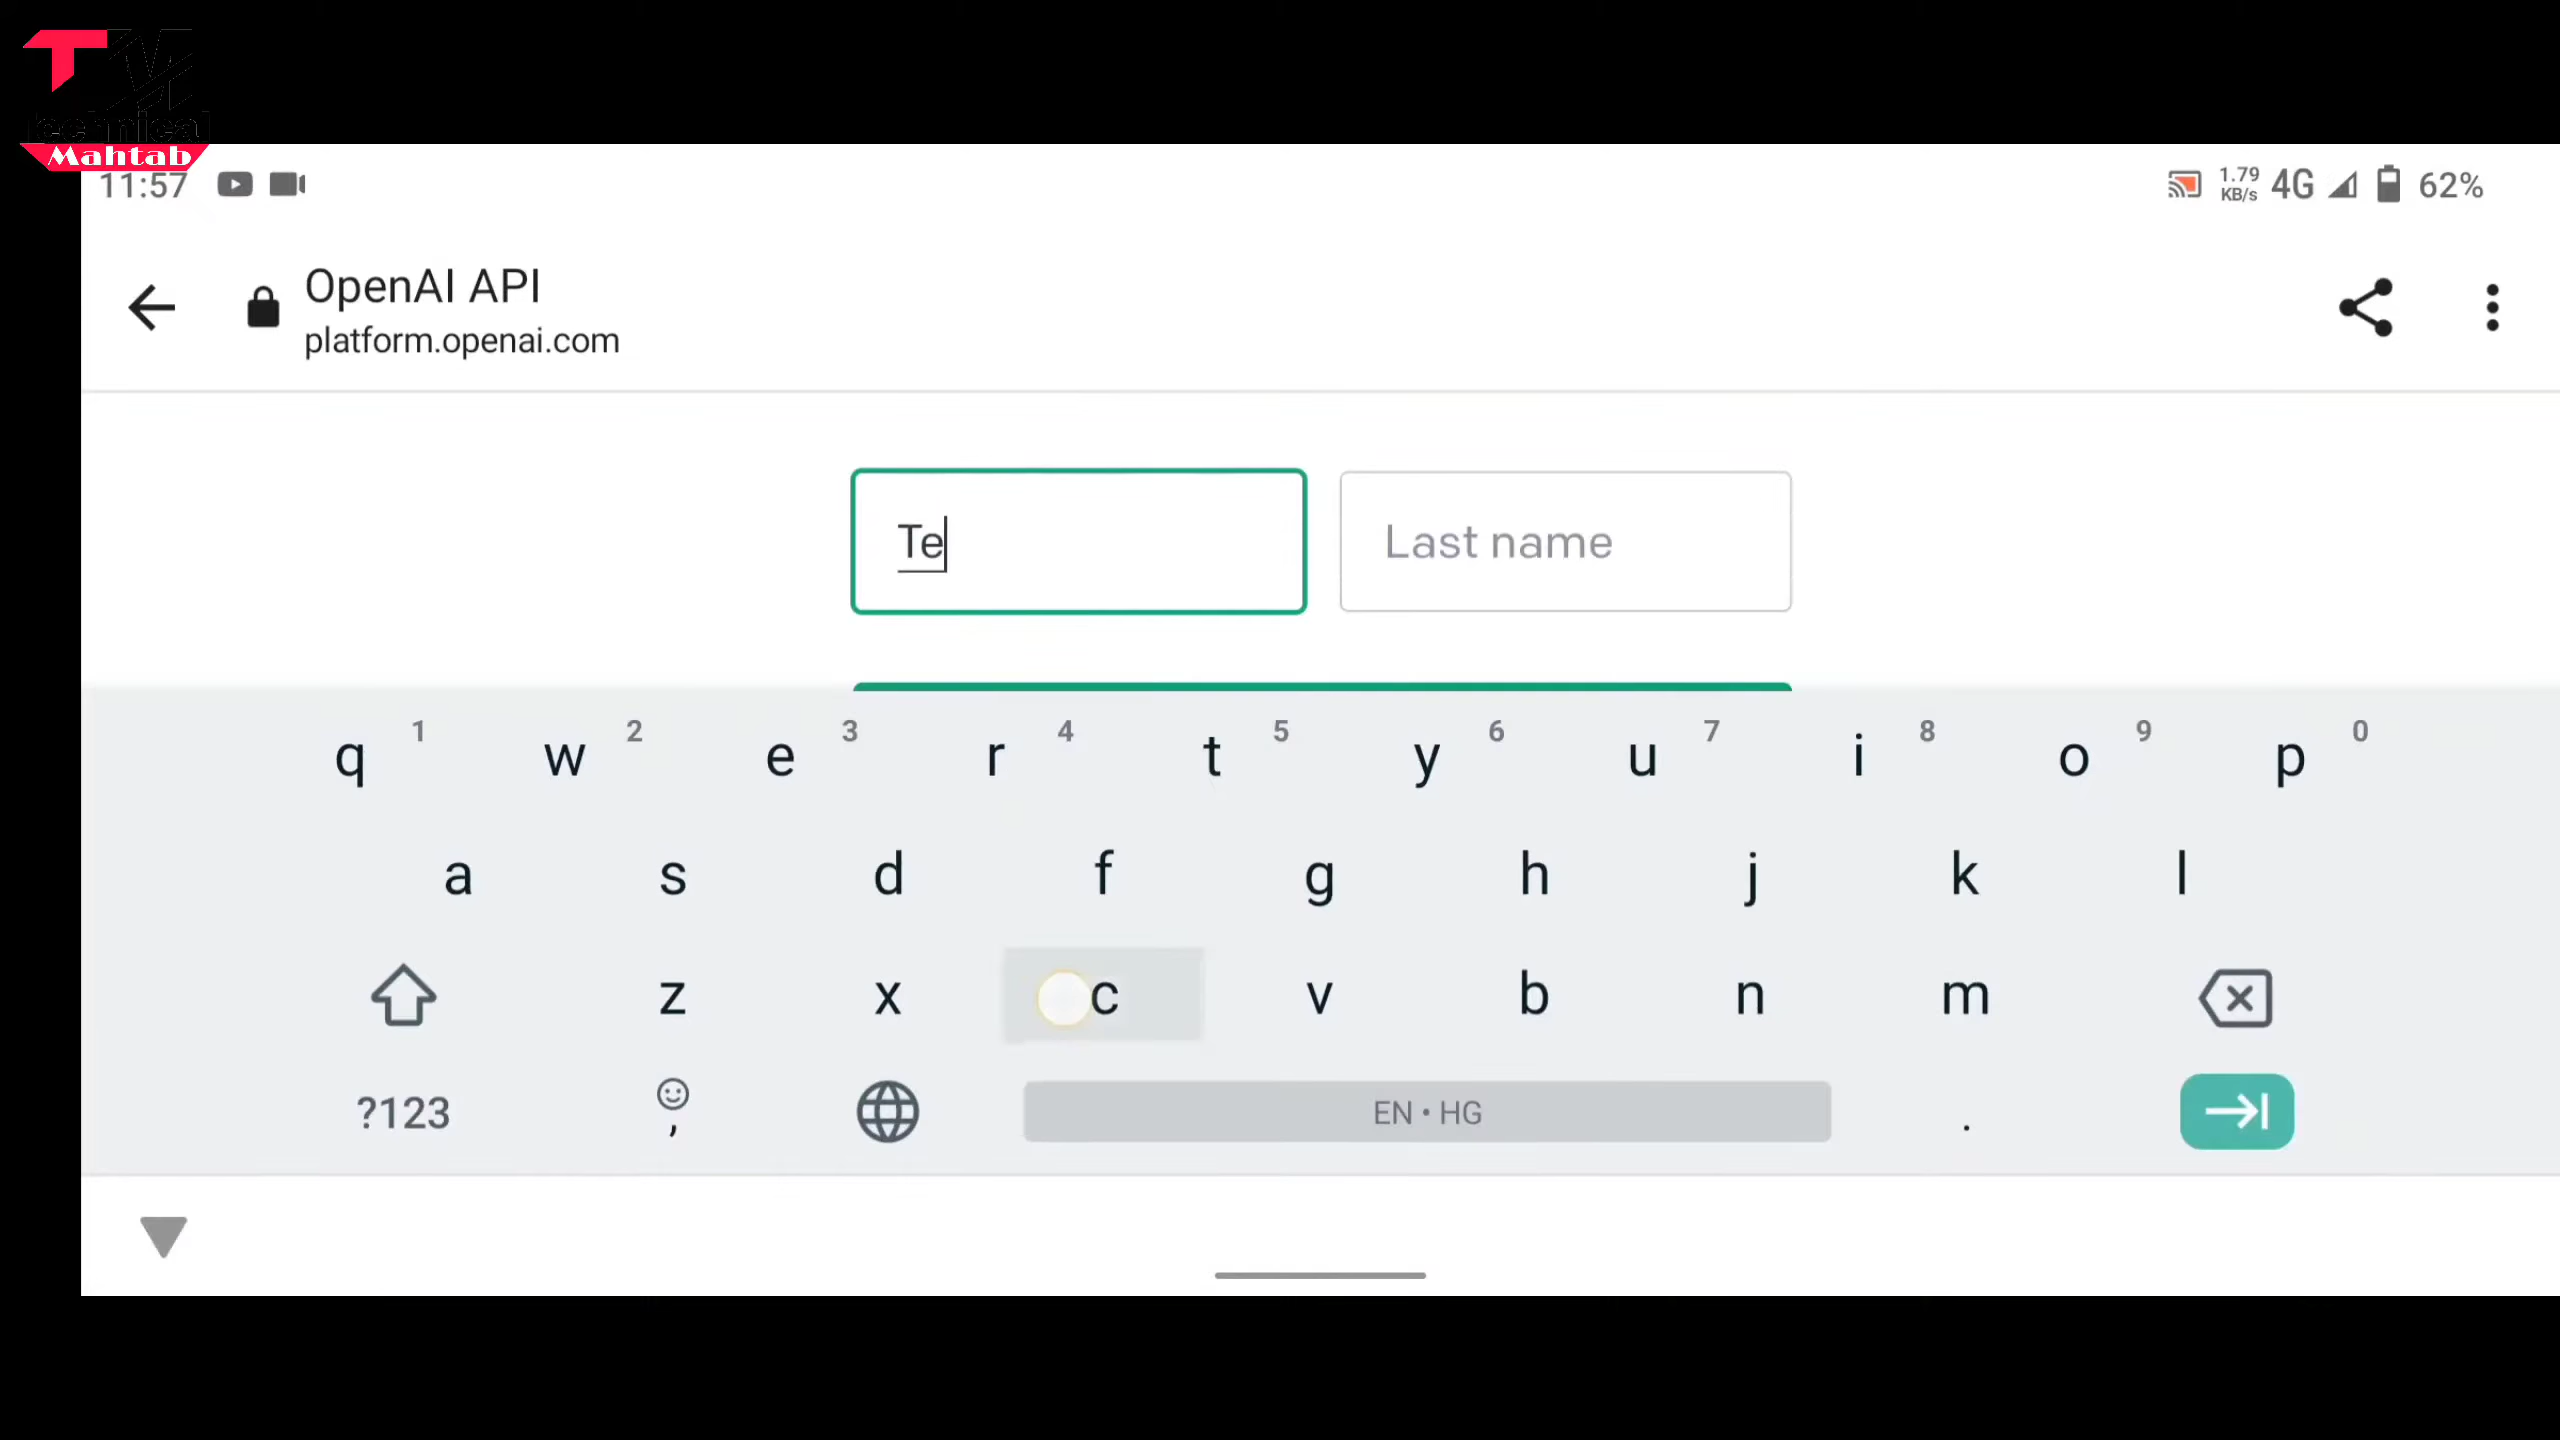 Technical
Mahtab
11:57
1.79
KB/s
4G
62%
OpenAI API
platform.openai.com
Te
Last name
q 1 w 2 e 3 r 4 t 5 y 6 u 7 i 8 o 9 p 0
a s d f g h j k l
z x c v b n m
?123 , EN • HG .